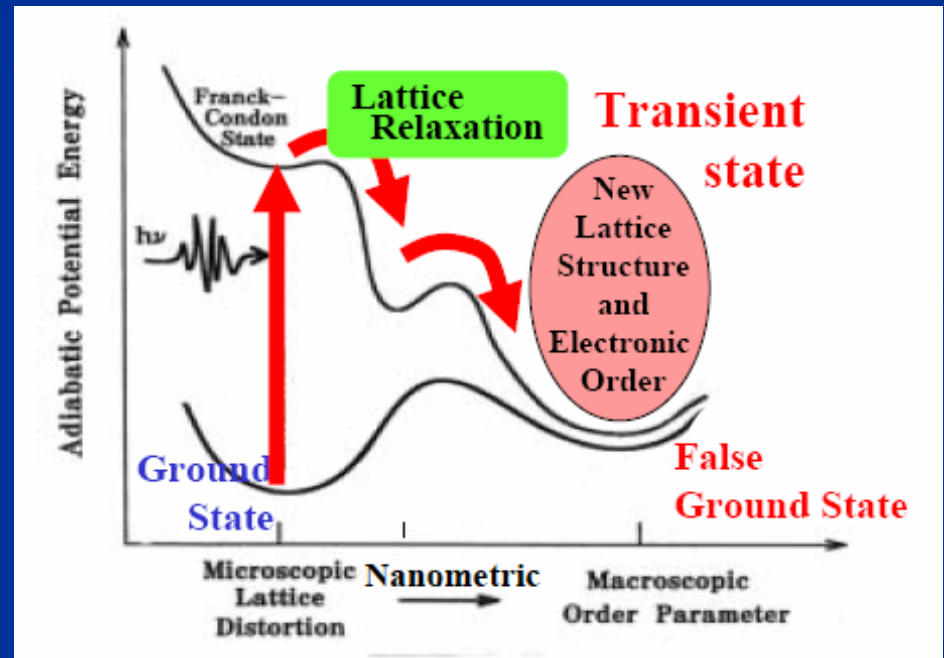 Adiabatic Potential Energy
Franck-
Condon
State
Lattice
Relaxation
Transient
state
New
Lattice
Structure
and
Electronic
Order
hν
Ground
State
False
Ground State
Microscopic
Lattice
Distortion
Nanometric
Macroscopic
Order Parameter